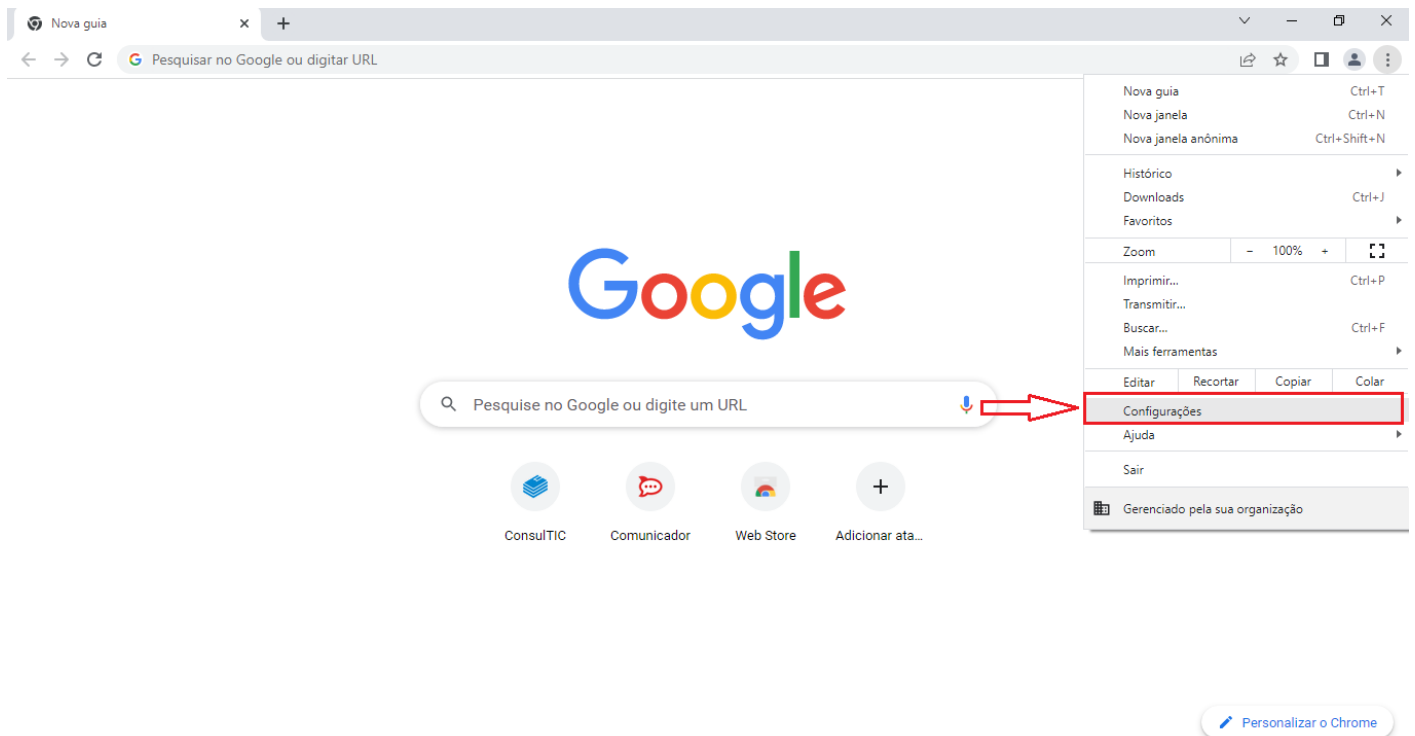 Nova guia
Pesquisar no Google ou digitar URL
Nova guia Ctrl+T
Nova janela Ctrl+N
Nova janela anônima Ctrl+Shift+N
Histórico
Downloads Ctrl+J
Favoritos
Zoom - 100% +
Imprimir... Ctrl+P
Transmitir...
Buscar... Ctrl+F
Mais ferramentas
Editar Recortar Copiar Colar
Configurações
Ajuda
Sair
Gerenciado pela sua organização
Google
Pesquise no Google ou digite um URL
ConsulTIC Comunicador Web Store Adicionar ata...
Personalizar o Chrome